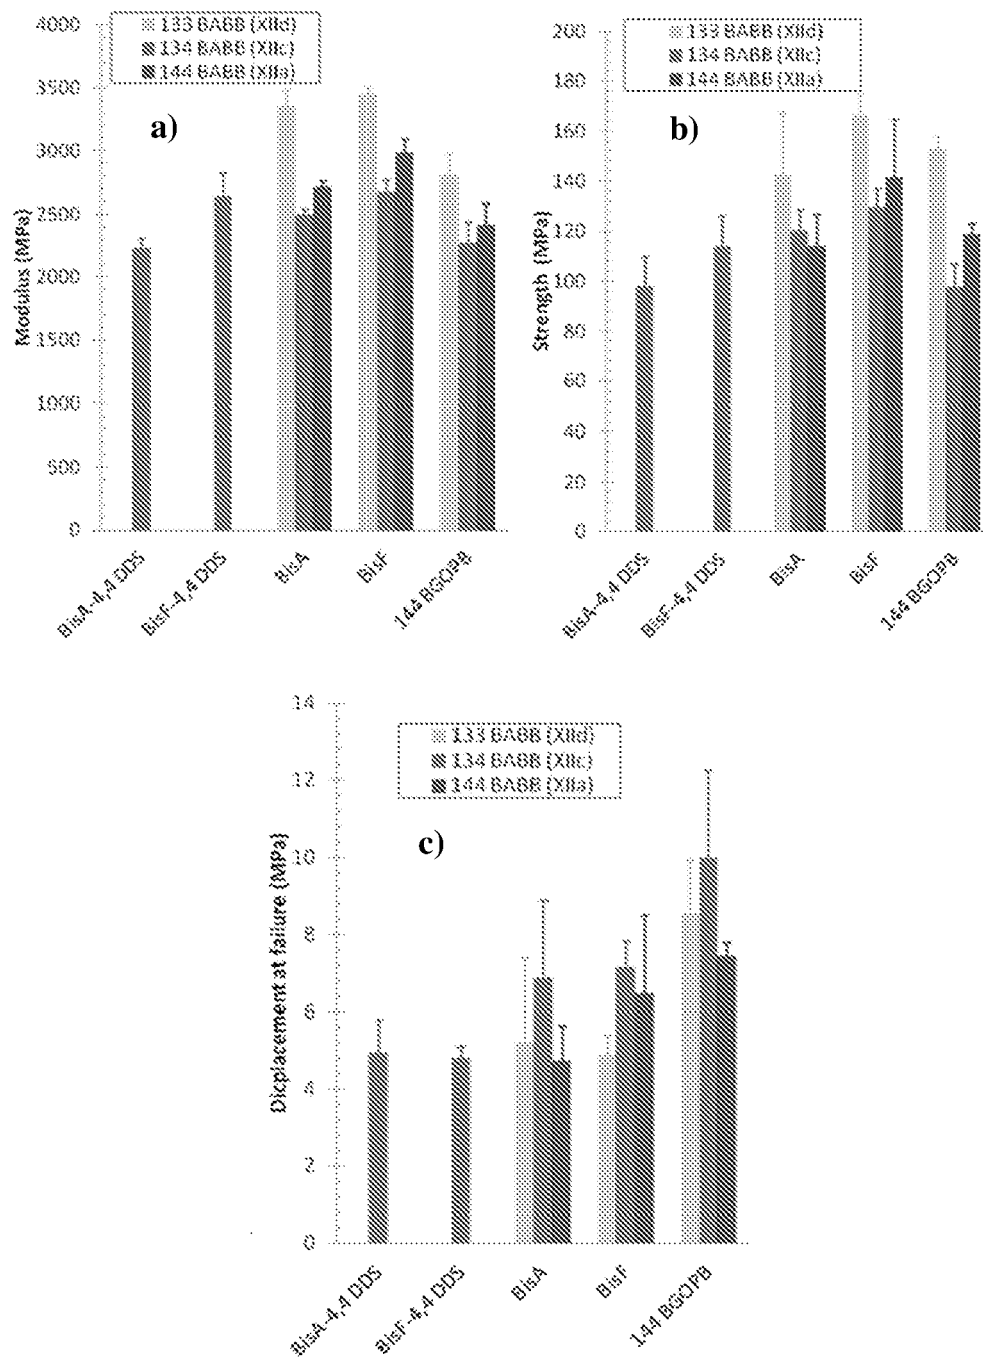 133 BABB (XIId)
134 BABB (XIIc)
144 BABB (XIIa)
a)
Modulus (MPa)
4000
3500
3000
2500
2000
1500
1000
500
0
BisA-4,4 DDS
BisF-4,4 DDS
BisA
BisF
144 BGOPB
133 BABB (XIId)
134 BABB (XIIc)
144 BABB (XIIa)
b)
Strength (MPa)
200
180
160
140
120
100
80
60
40
20
0
BisA-4,4 DDS
BisF-4,4 DDS
BisA
BisF
144 BGOPB
133 BABB (XIId)
134 BABB (XIIc)
144 BABB (XIIa)
c)
Dicplacement at failure (MPa)
14
12
10
8
6
4
2
0
BisA-4,4 DDS
BisF-4,4 DDS
BisA
BisF
144 BGOPB